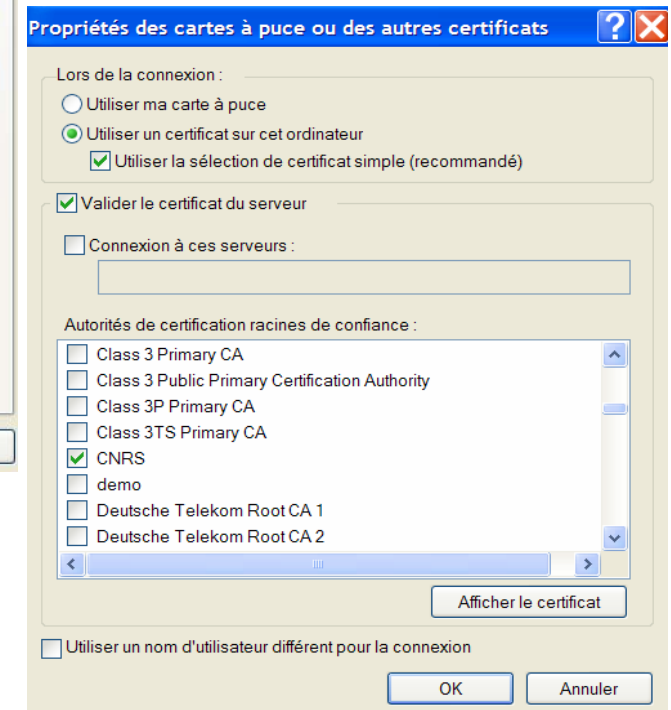 Propriétés des cartes à puce ou des autres certificats
Lors de la connexion :
Utiliser ma carte à puce
Utiliser un certificat sur cet ordinateur
Utiliser la sélection de certificat simple (recommandé)
Valider le certificat du serveur
Connexion à ces serveurs :
Autorités de certification racines de confiance :
Class 3 Primary CA
Class 3 Public Primary Certification Authority
Class 3P Primary CA
Class 3TS Primary CA
CNRS
demo
Deutsche Telekom Root CA 1
Deutsche Telekom Root CA 2
Afficher le certificat
Utiliser un nom d'utilisateur différent pour la connexion
OK Annuler